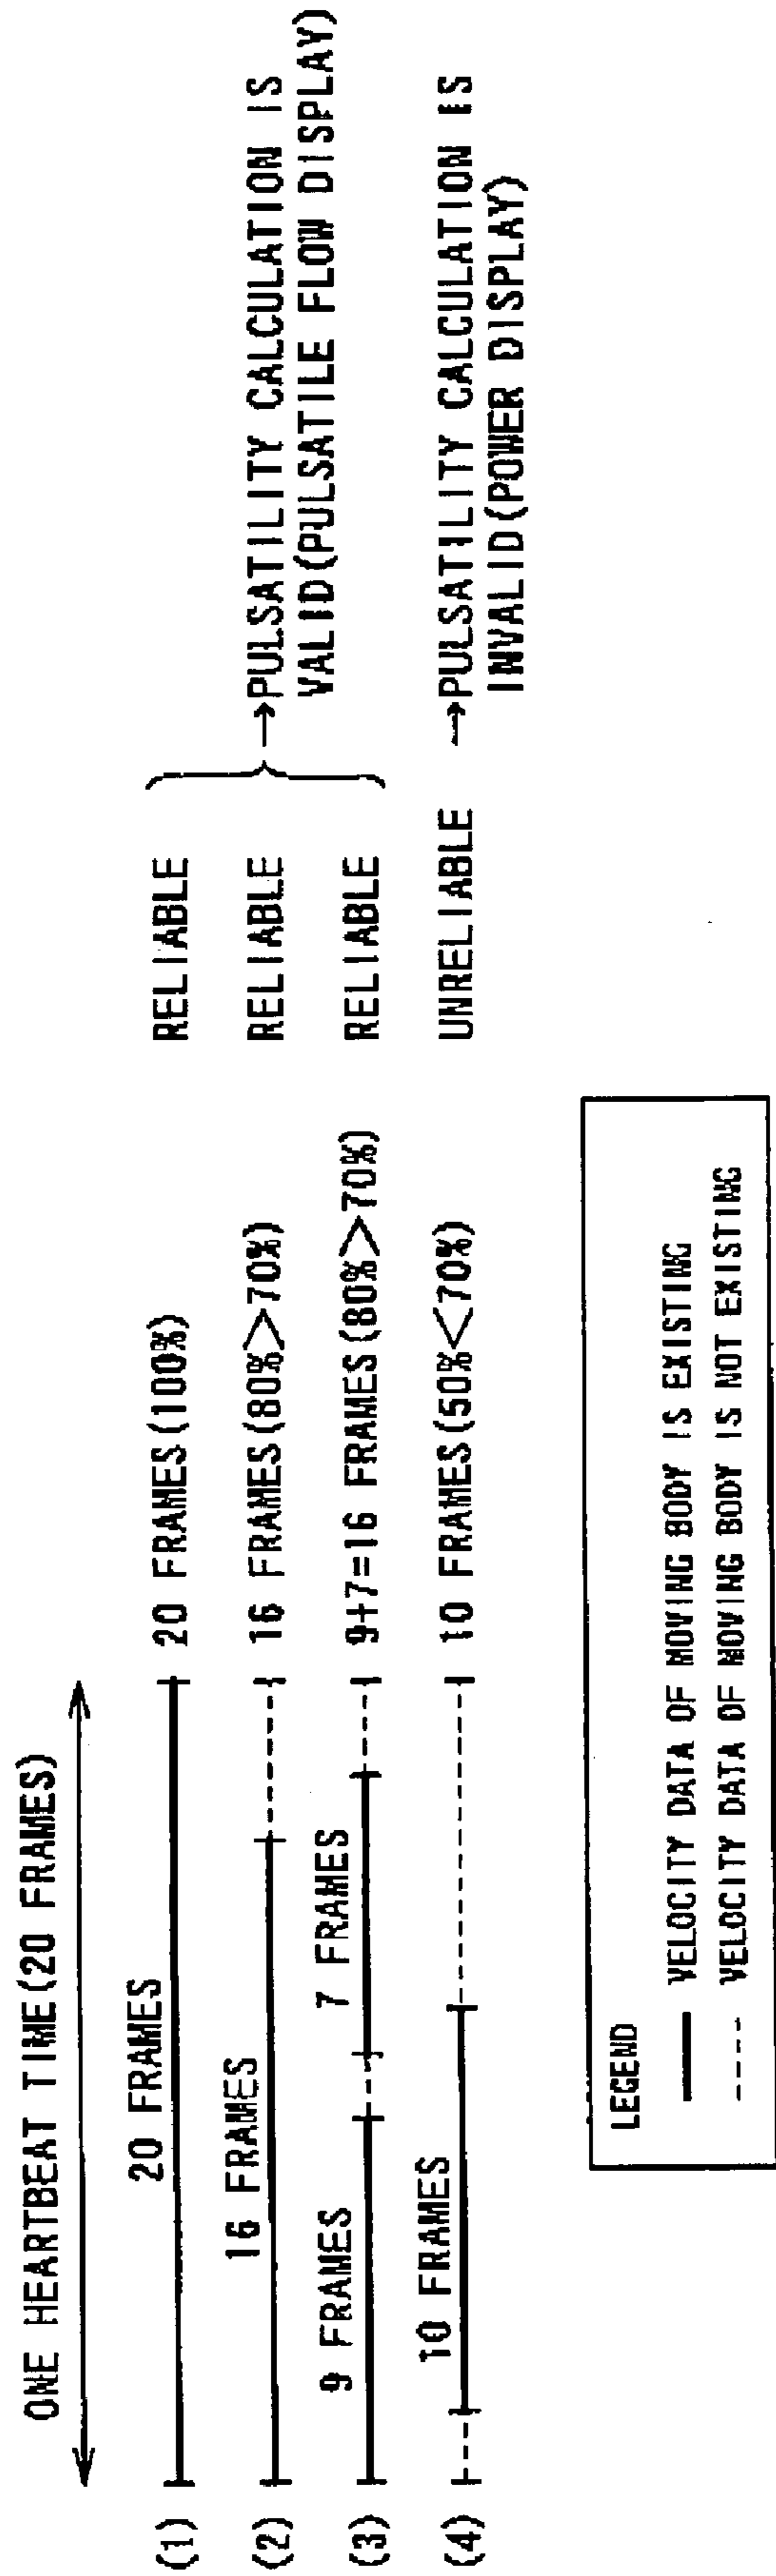 ONE HEARTBEAT TIME(20 FRAMES)
(1)
20 FRAMES
20 FRAMES(100%)
RELIABLE
(2)
16 FRAMES
16 FRAMES(80%>70%)
RELIABLE
→PULSATILITY CALCULATION IS
VALID(PULSATILE FLOW DISPLAY)
(3)
9 FRAMES
7 FRAMES
9+7=16 FRAMES(80%>70%)
RELIABLE
(4)
10 FRAMES
10 FRAMES(50%<70%)
UNRELIABLE
→PULSATILITY CALCULATION IS
INVALID(POWER DISPLAY)
LEGEND
VELOCITY DATA OF MOVING BODY IS EXISTING
VELOCITY DATA OF MOVING BODY IS NOT EXISTING